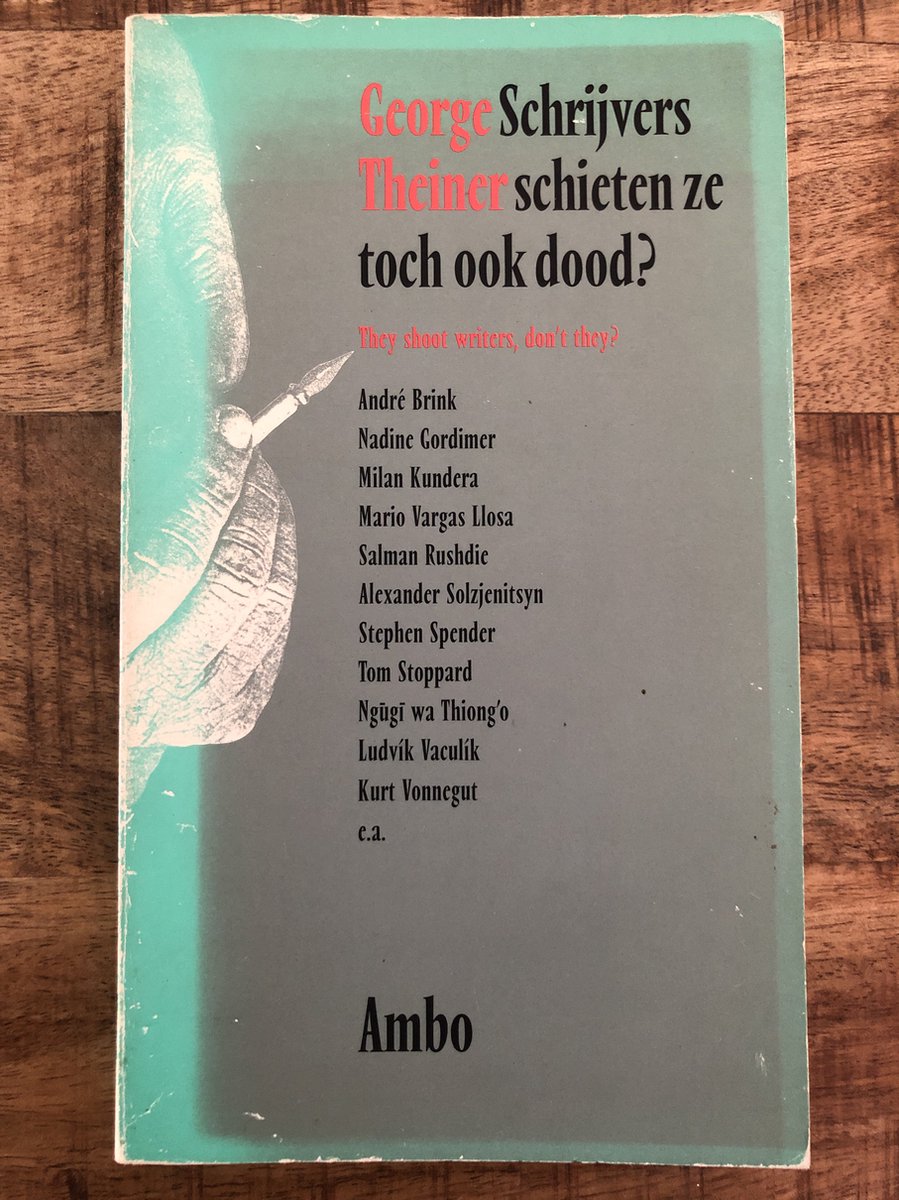 George Schrijvers
Theiner schieten ze
toch ook dood?
They shoot writers, don't they?
André Brink
Nadine Gordimer
Milan Kundera
Mario Vargas Llosa
Salman Rushdie
Alexander Solzjenitsyn
Stephen Spender
Tom Stoppard
Ngūgī wa Thiong'o
Ludvík Vaculík
Kurt Vonnegut
e.a.
Ambo